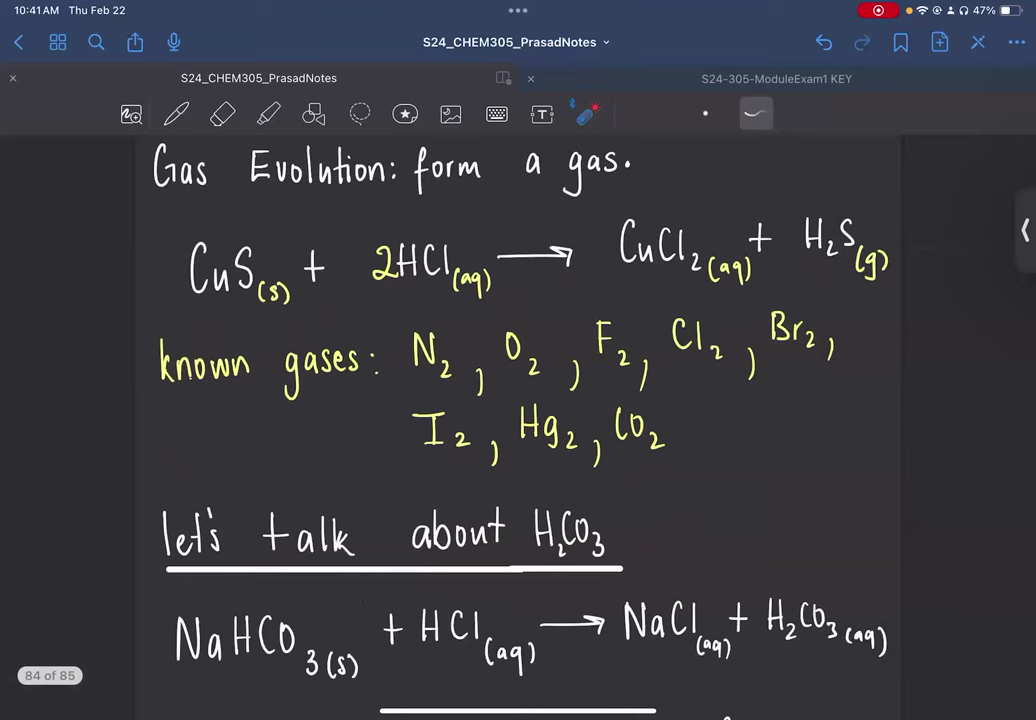 10:41 AM Thu Feb 22
47%
S24_CHEM305_PrasadNotes
S24_CHEM305_PrasadNotes
S24-305-ModuleExam1 KEY
Gas Evolution: form a gas.
CuS(s) + 2HCl(aq) → CuCl₂(aq) + H₂S(g)
known gases: N₂, O₂, F₂, Cl₂, Br₂,
I₂, Hg₂, CO₂
let's talk about H₂CO₃
NaHCO₃(s) + HCl(aq) → NaCl(aq) + H₂CO₃(aq)
84 of 85